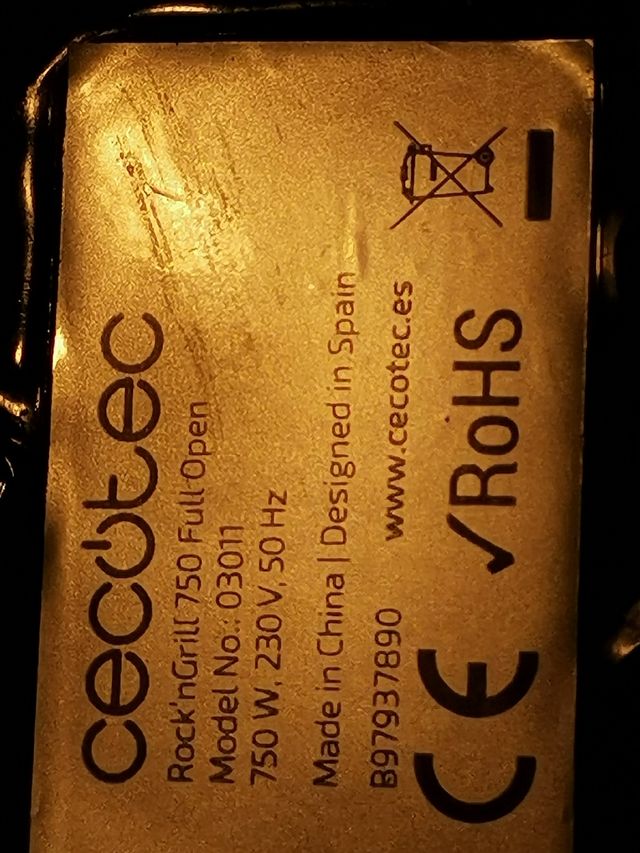 cecotec
Rock'nGrill 750 Full Open
Model No.: 03011
750 W, 230 V, 50 Hz
Made in China | Designed in Spain
B97937890 www.cecotec.es
CE RoHS